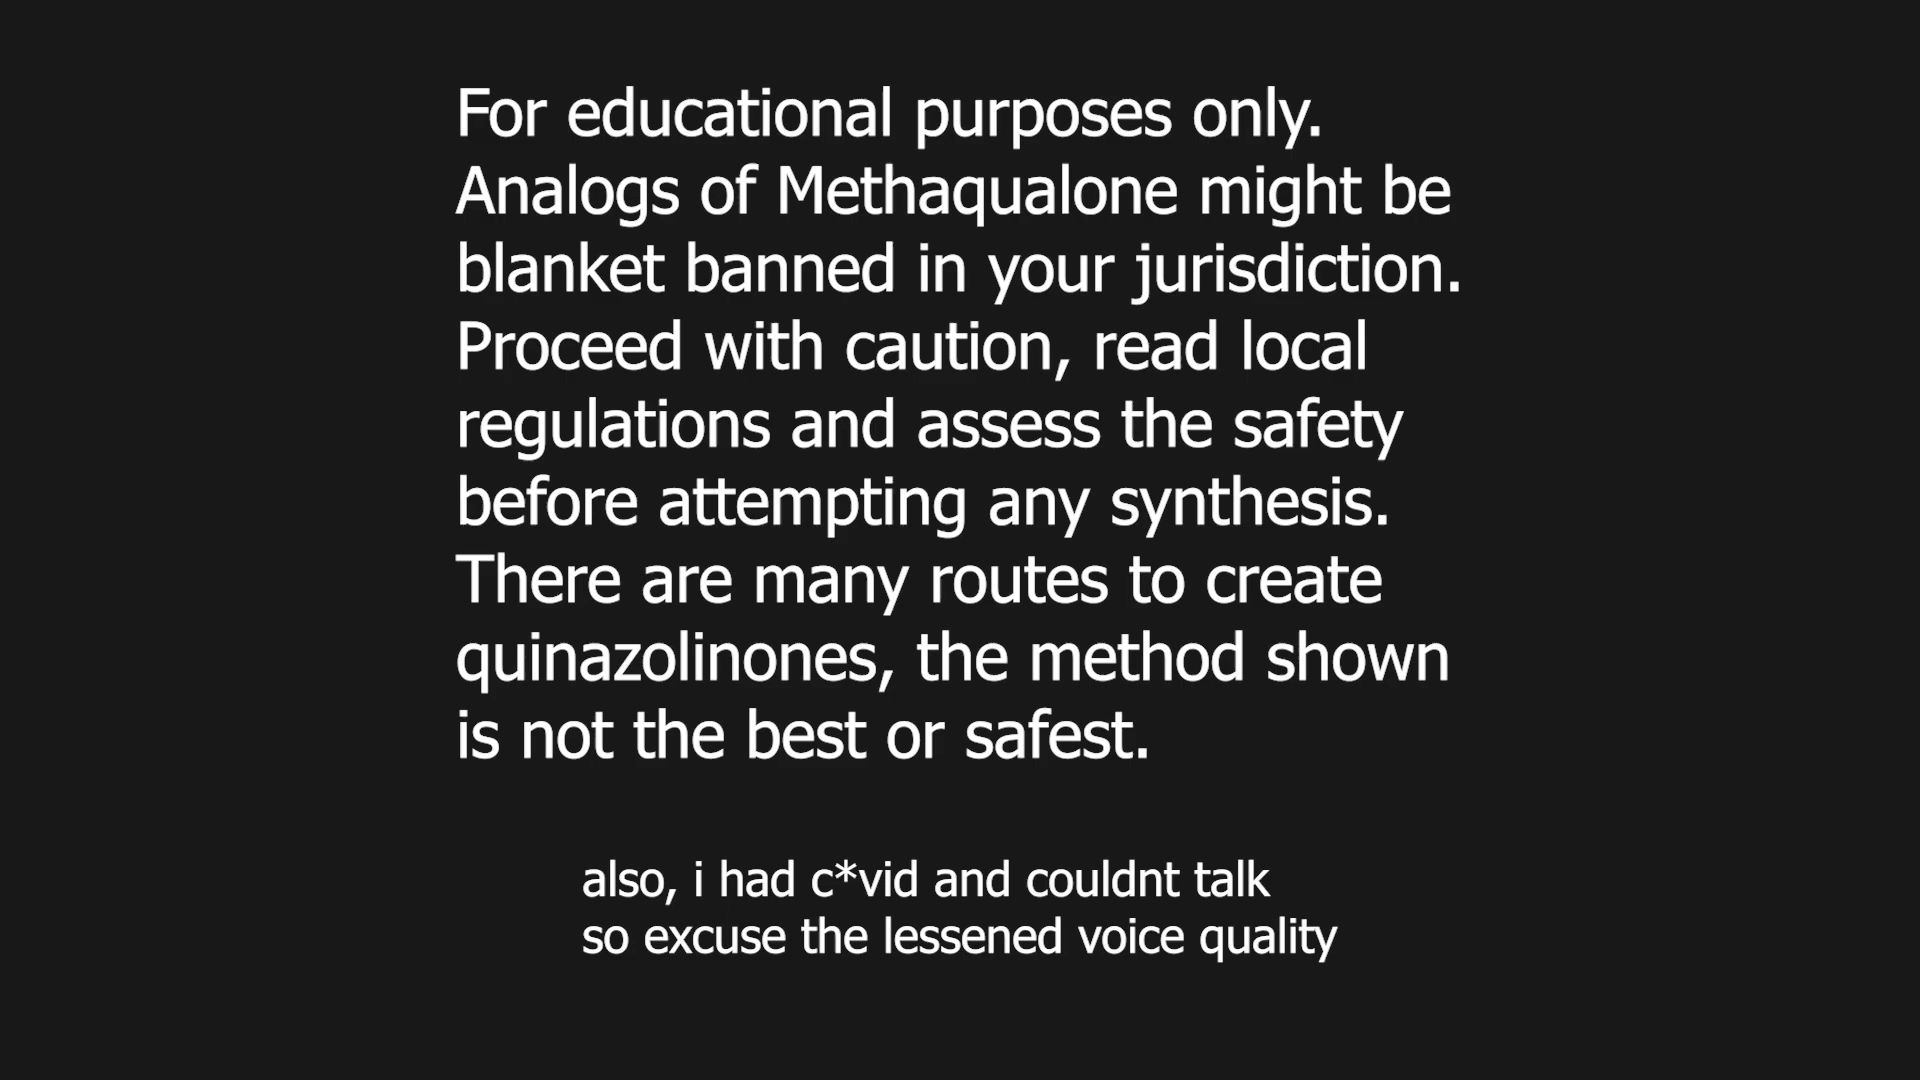 For educational purposes only.
Analogs of Methaqualone might be
blanket banned in your jurisdiction.
Proceed with caution, read local
regulations and assess the safety
before attempting any synthesis.
There are many routes to create
quinazolinones, the method shown
is not the best or safest.
also, i had c*vid and couldnt talk
so excuse the lessened voice quality